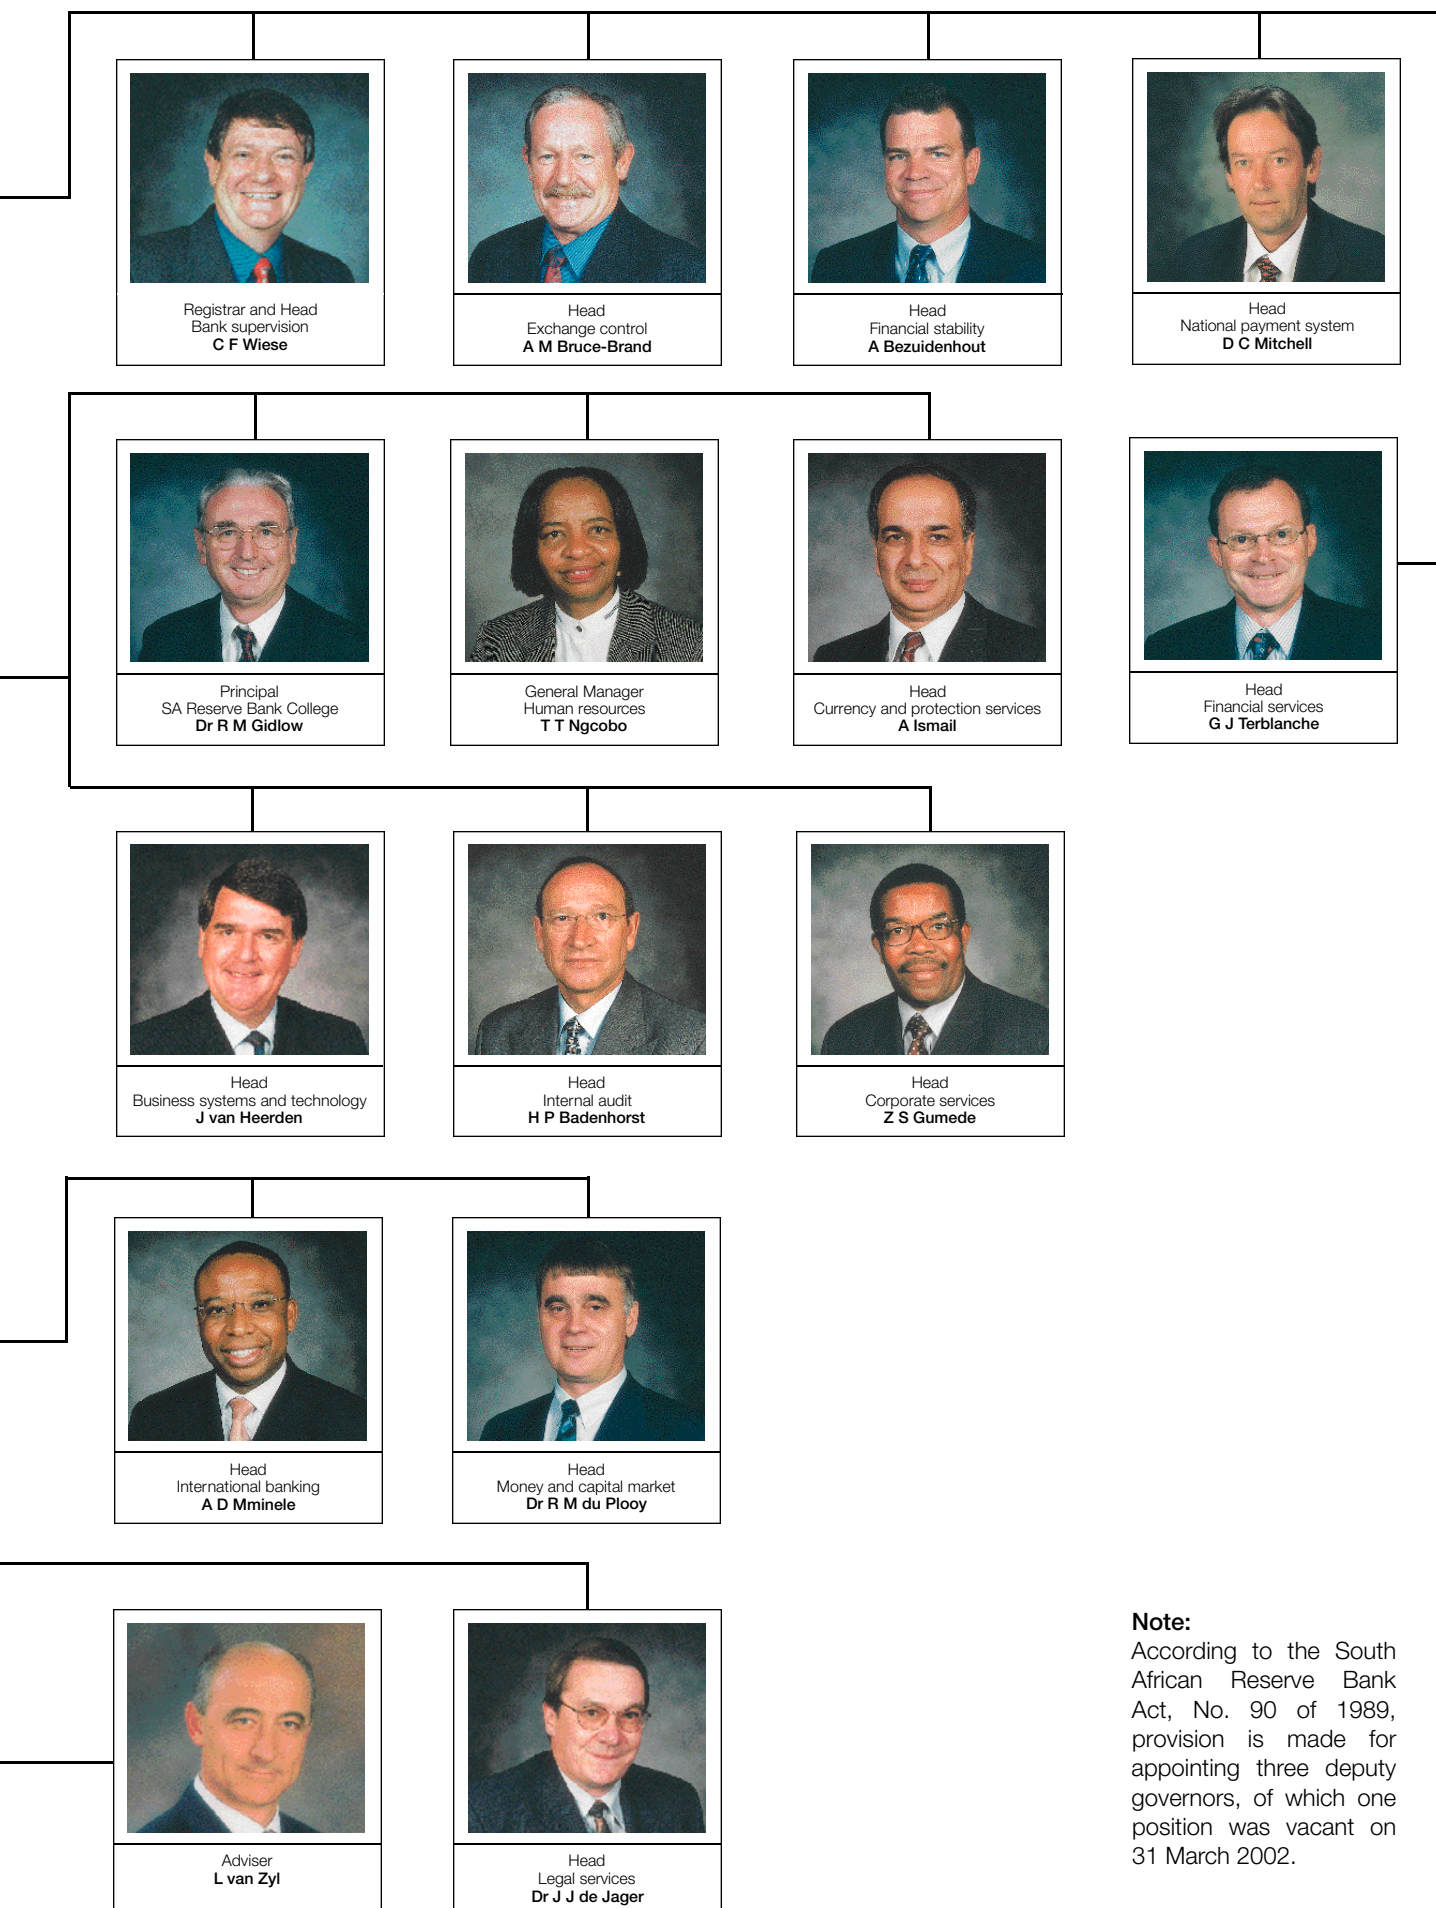 Registrar and Head
Bank supervision
C F Wiese
Head
Exchange control
A M Bruce-Brand
Head
Financial stability
A Bezuidenhout
Head
National payment system
D C Mitchell
Principal
SA Reserve Bank College
Dr R M Gidlow
General Manager
Human resources
T T Ngcobo
Head
Currency and protection services
A Ismail
Head
Financial services
G J Terblanche
Head
Business systems and technology
J van Heerden
Head
Internal audit
H P Badenhorst
Head
Corporate services
Z S Gumede
Head
International banking
A D Mminele
Head
Money and capital market
Dr R M du Plooy
Adviser
L van Zyl
Head
Legal services
Dr J J de Jager
Note:
According to the South
African Reserve Bank
Act, No. 90 of 1989,
provision is made for
appointing three deputy
governors, of which one
position was vacant on
31 March 2002.